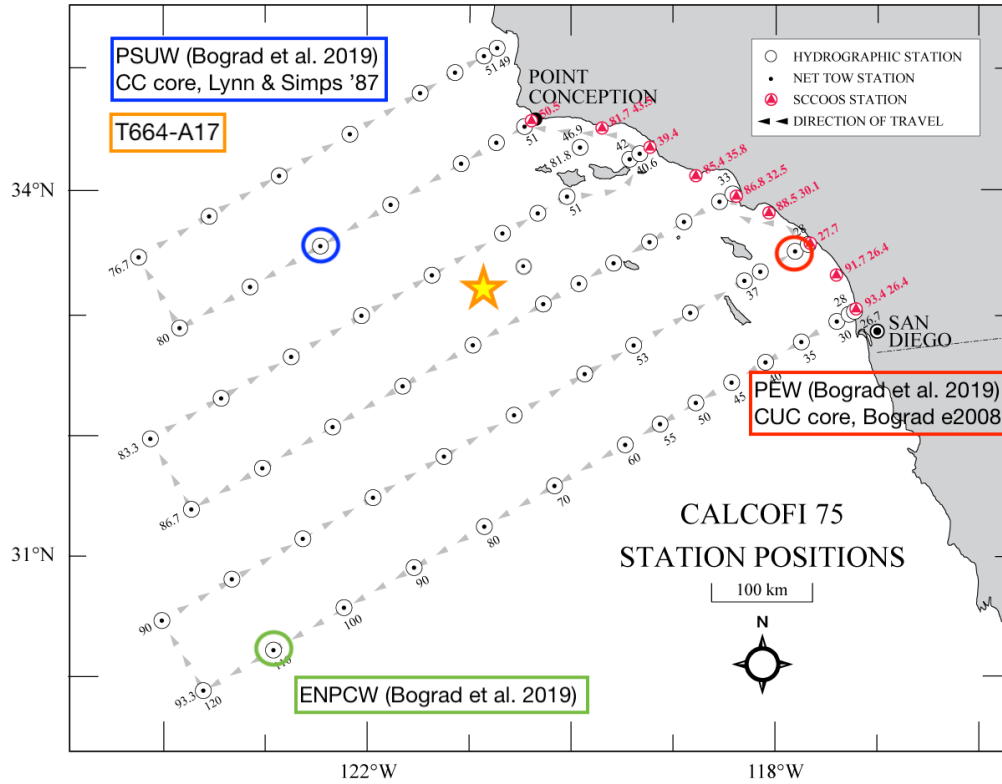 PSUW (Bograd et al. 2019)
CC core, Lynn & Simps ’87
T664-A17
HYDROGRAPHIC STATION
NET TOW STATION
SCCOOS STATION
DIRECTION OF TRAVEL
POINT
CONCEPTION
51 49
50.5
51
81.7 43.5
46.9
81.8
42
40.6
39.4
85.4 35.8
33
86.8 32.5
88.5 30.1
28
27.7
91.7 26.4
93.4 26.4
28
26.7
30
SAN
DIEGO
34°N
76.7
80
51
37
35
40
45
50
53
55
60
70
80
90
100
110
120
83.3
86.7
90
93.3
PEW (Bograd et al. 2019)
CUC core, Bograd e2008
CALCOFI 75
STATION POSITIONS
100 km
N
31°N
ENPCW (Bograd et al. 2019)
122°W
118°W